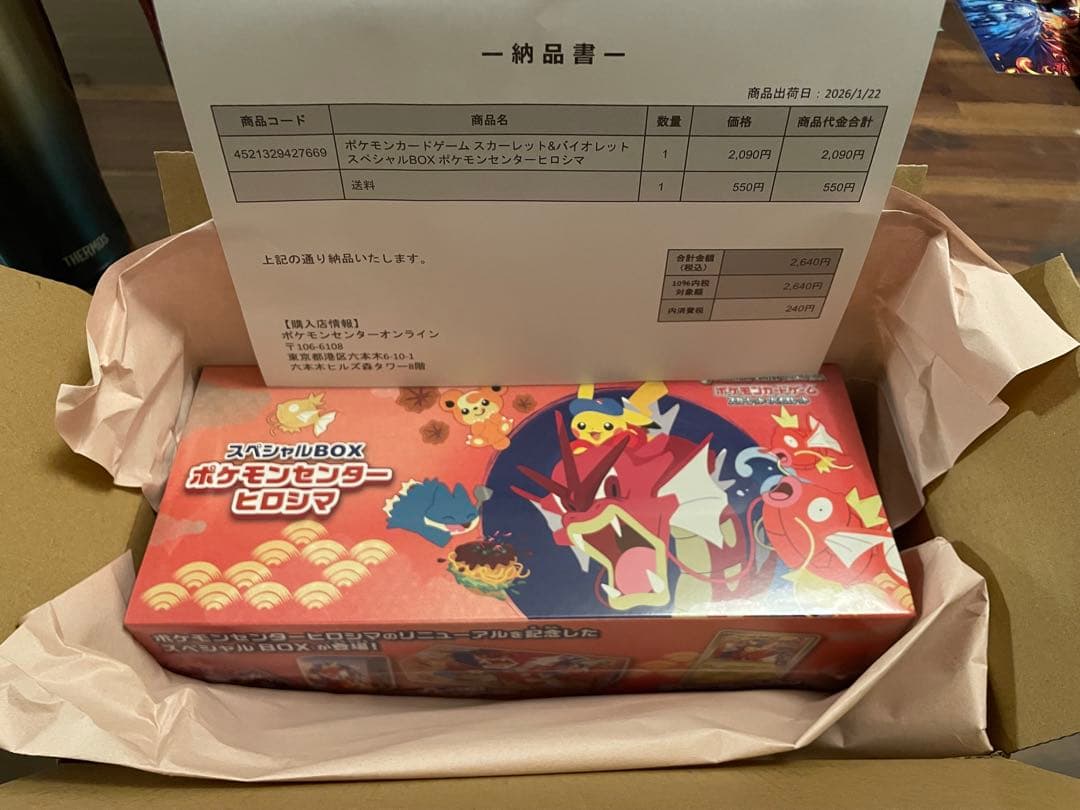 ー納品書ー
商品出荷日：2026/1/22
商品コード 商品名 数量 価格 商品代金合計
4521329427669 ポケモンカードゲーム スカーレット&バイオレット スペシャルBOX ポケモンセンターヒロシマ 1 2,090円 2,090円
送料 1 550円 550円
上記の通り納品いたします。
合計金額（税込） 2,640円
10%内税対象額 2,640円
内消費税 240円
【購入店情報】
ポケモンセンターオンライン
〒106-6108
東京都港区六本木6-10-1
六本木ヒルズ森タワー8階
THERMOS
ポケモンカードゲーム
スカーレット&バイオレット
スペシャルBOX
ポケモンセンター
ヒロシマ
ポケモンセンターヒロシマのリニューアルを記念した
スペシャルBOXが登場！